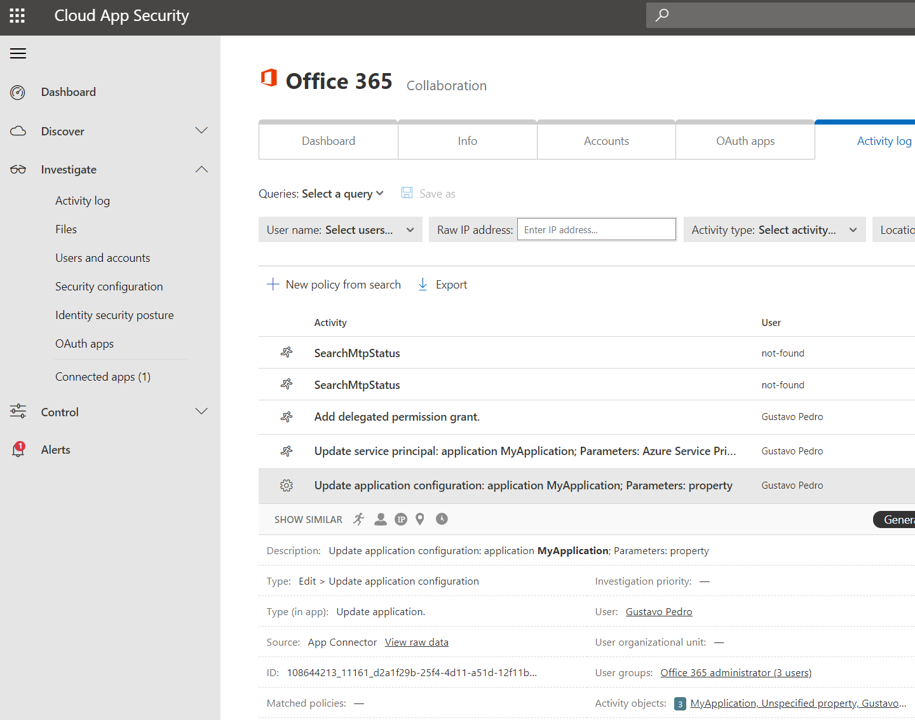 Cloud App Security
Dashboard
Discover
Investigate
Activity log
Files
Users and accounts
Security configuration
Identity security posture
OAuth apps
Connected apps (1)
Control
1
Alerts
Office 365 Collaboration
Dashboard Info Accounts OAuth apps Activity log
Queries: Select a query Save as
User name: Select users... Raw IP address: Enter IP address... Activity type: Select activity... Locatio
New policy from search Export
Activity User
SearchMtpStatus not-found
SearchMtpStatus not-found
Add delegated permission grant. Gustavo Pedro
Update service principal: application MyApplication; Parameters: Azure Service Pri... Gustavo Pedro
Update application configuration: application MyApplication; Parameters: property Gustavo Pedro
SHOW SIMILAR IP Genera
Description: Update application configuration: application MyApplication; Parameters: property
Type: Edit > Update application configuration Investigation priority: —
Type (in app): Update application. User: Gustavo Pedro
Source: App Connector View raw data User organizational unit: —
ID: 108644213_11161_d2a1f29b-25f4-4d11-a51d-12f11b... User groups: Office 365 administrator (3 users)
Matched policies: — Activity objects: 3 MyApplication, Unspecified property, Gustavo...